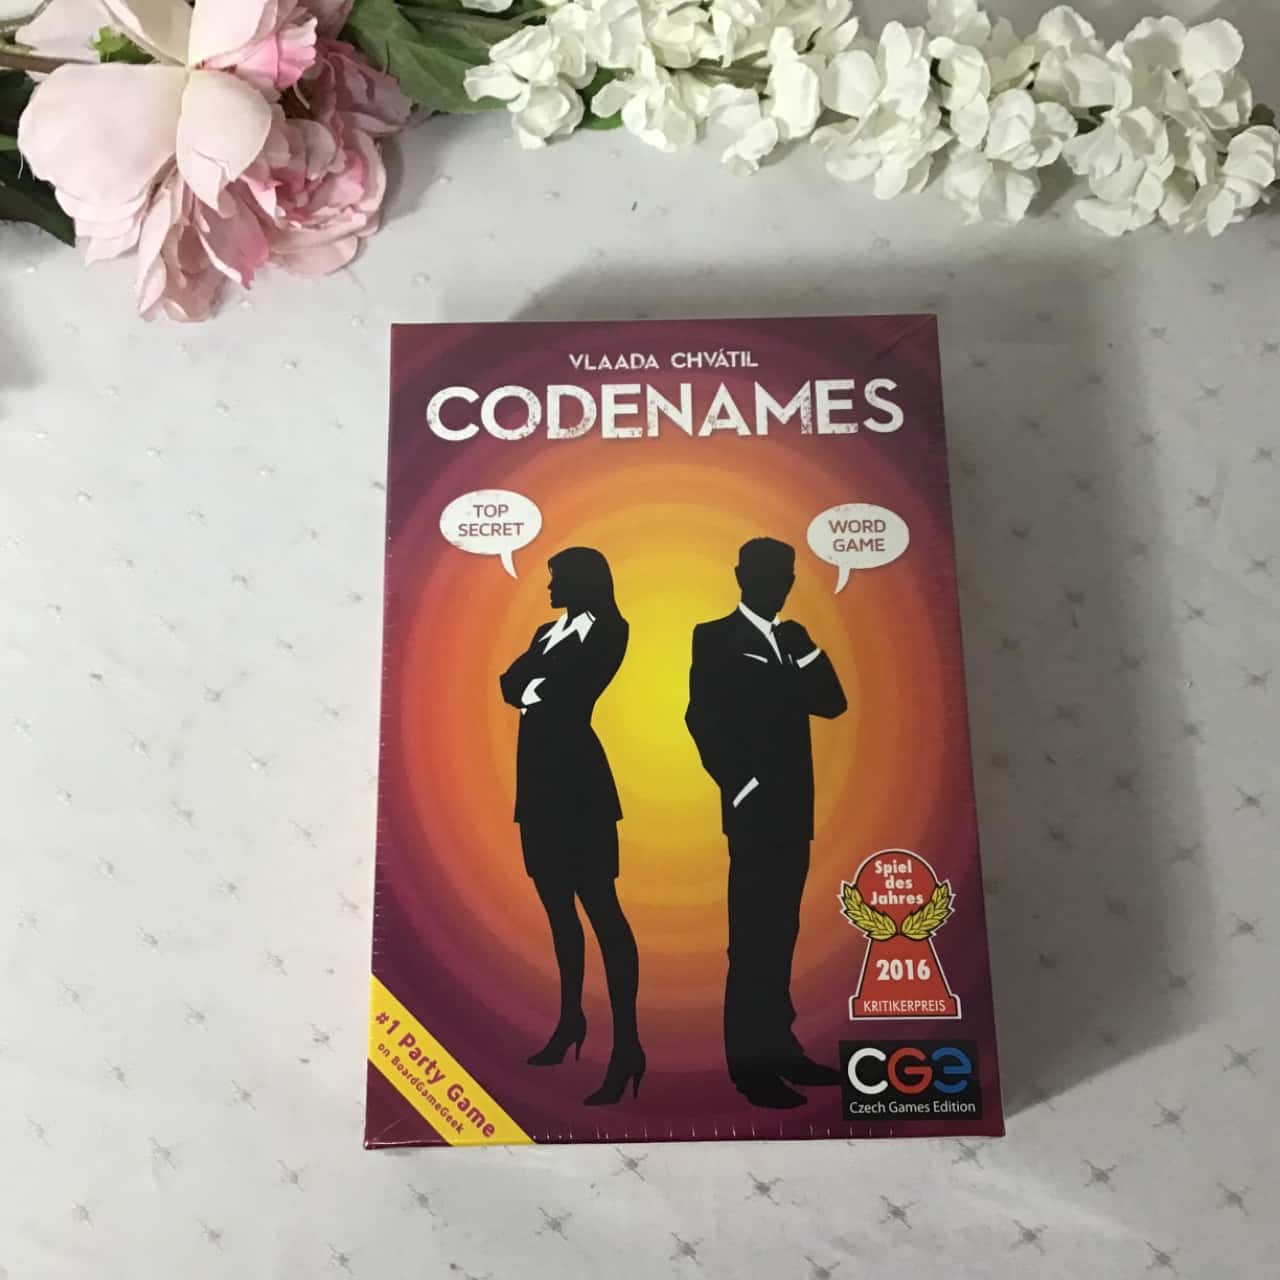 VLAADA CHVÁTIL
CODENAMES
TOP
SECRET
WORD
GAME
Spiel
des
Jahres
2016
KRITIKERPREIS
#1 Party Game
on BoardGameGeek
CGE
Czech Games Edition